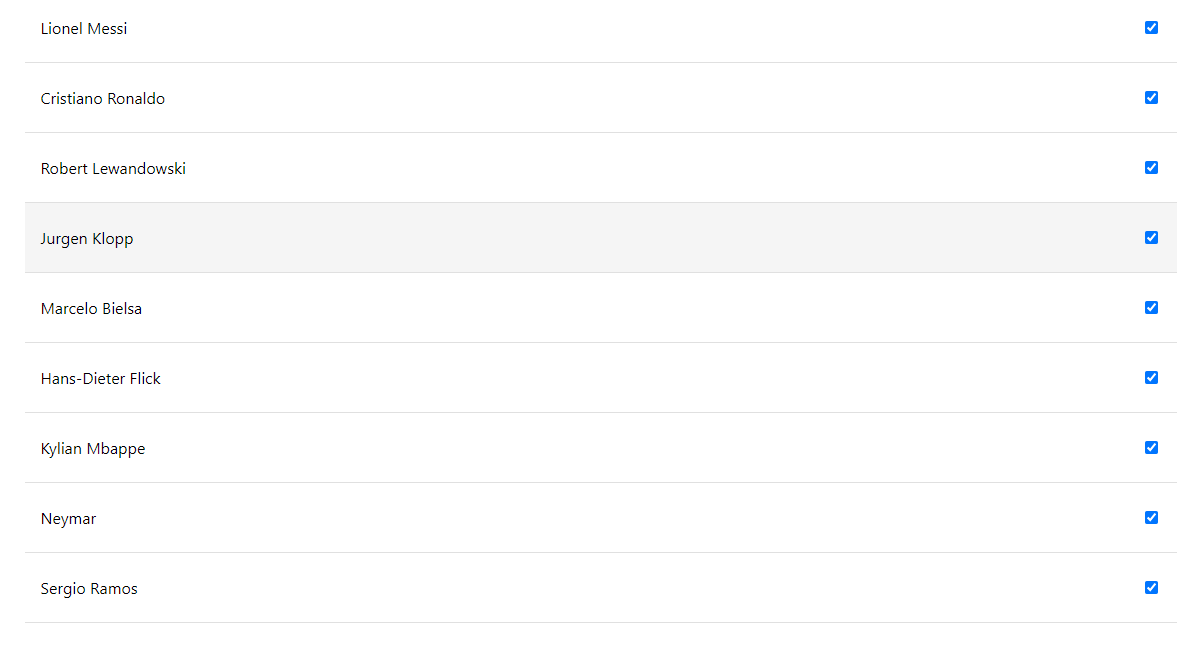 Lionel Messi
Cristiano Ronaldo
Robert Lewandowski
Jurgen Klopp
Marcelo Bielsa
Hans-Dieter Flick
Kylian Mbappe
Neymar
Sergio Ramos